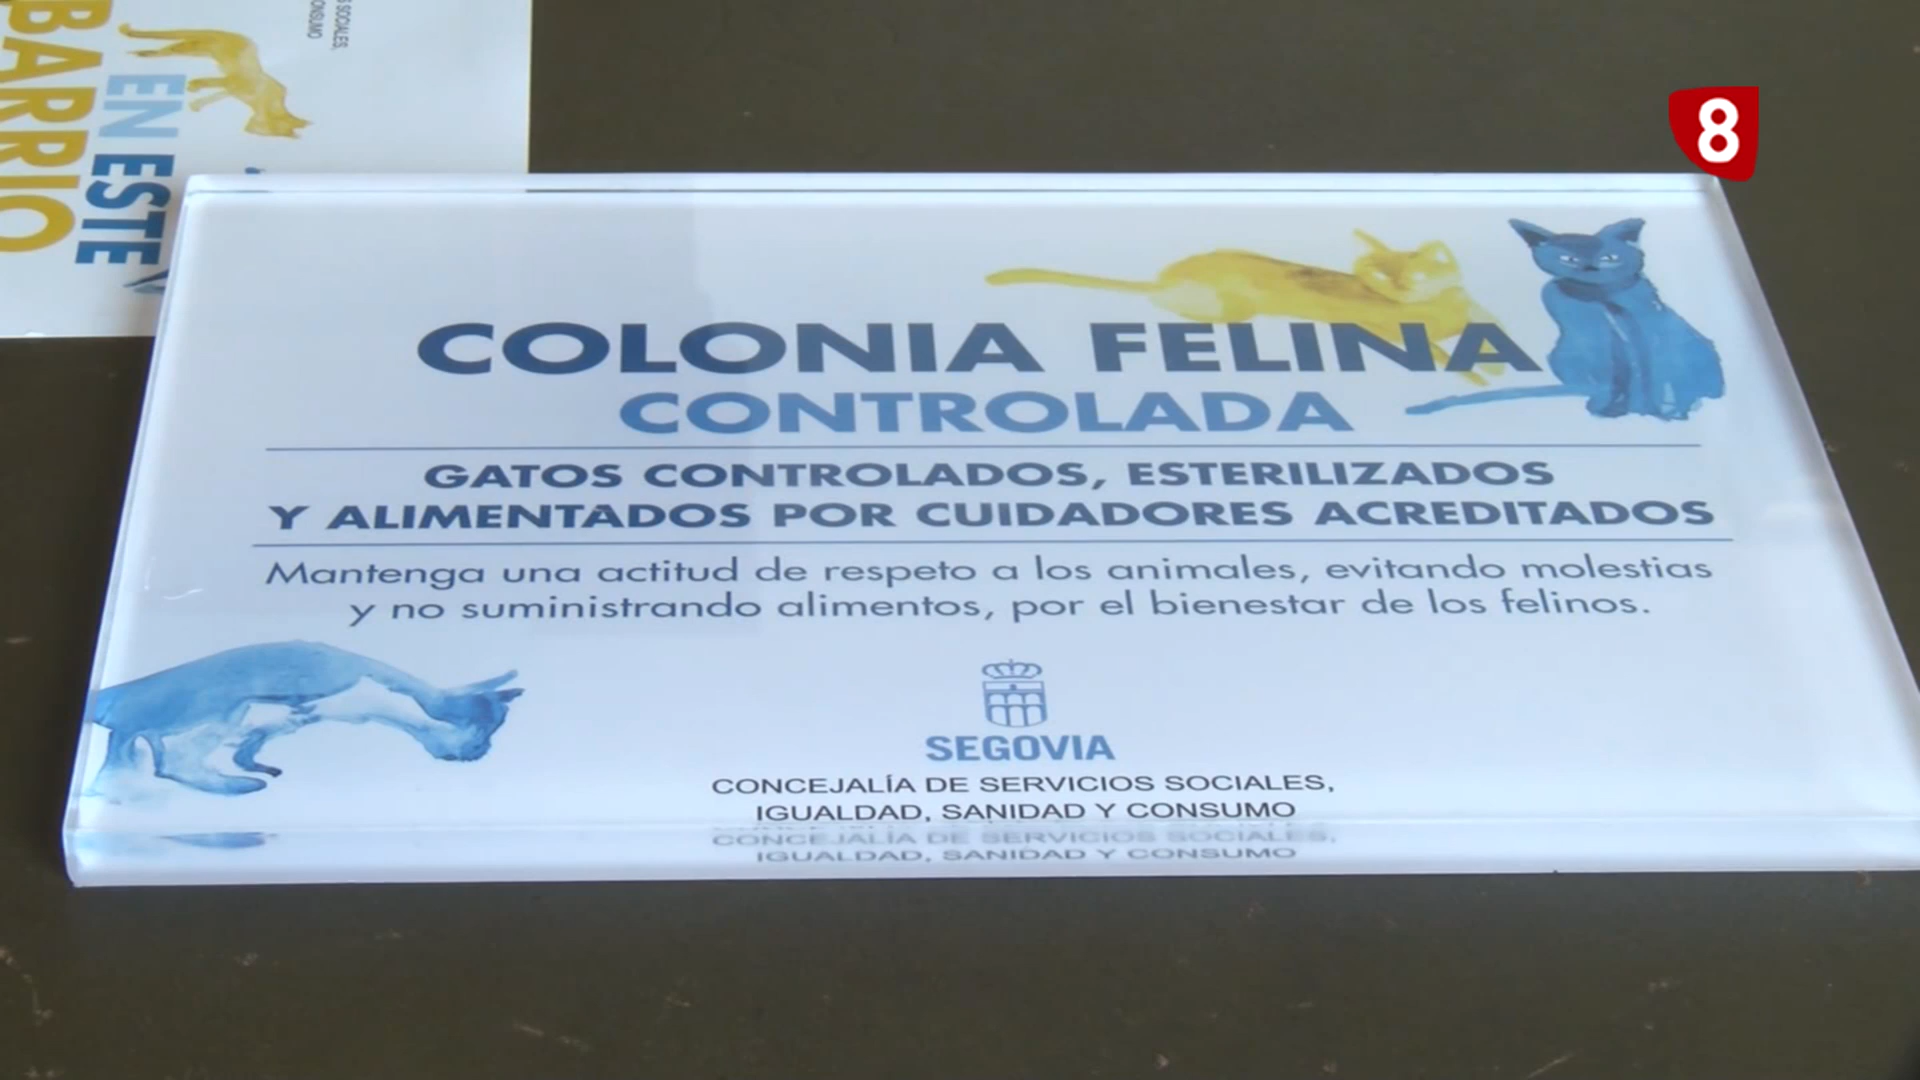 BARRIO
EN ESTE
S SOCIALES,
ONSUMO
8
COLONIA FELINA
CONTROLADA
GATOS CONTROLADOS, ESTERILIZADOS
Y ALIMENTADOS POR CUIDADORES ACREDITADOS
Mantenga una actitud de respeto a los animales, evitando molestias
y no suministrando alimentos, por el bienestar de los felinos.
SEGOVIA
CONCEJALÍA DE SERVICIOS SOCIALES,
IGUALDAD, SANIDAD Y CONSUMO